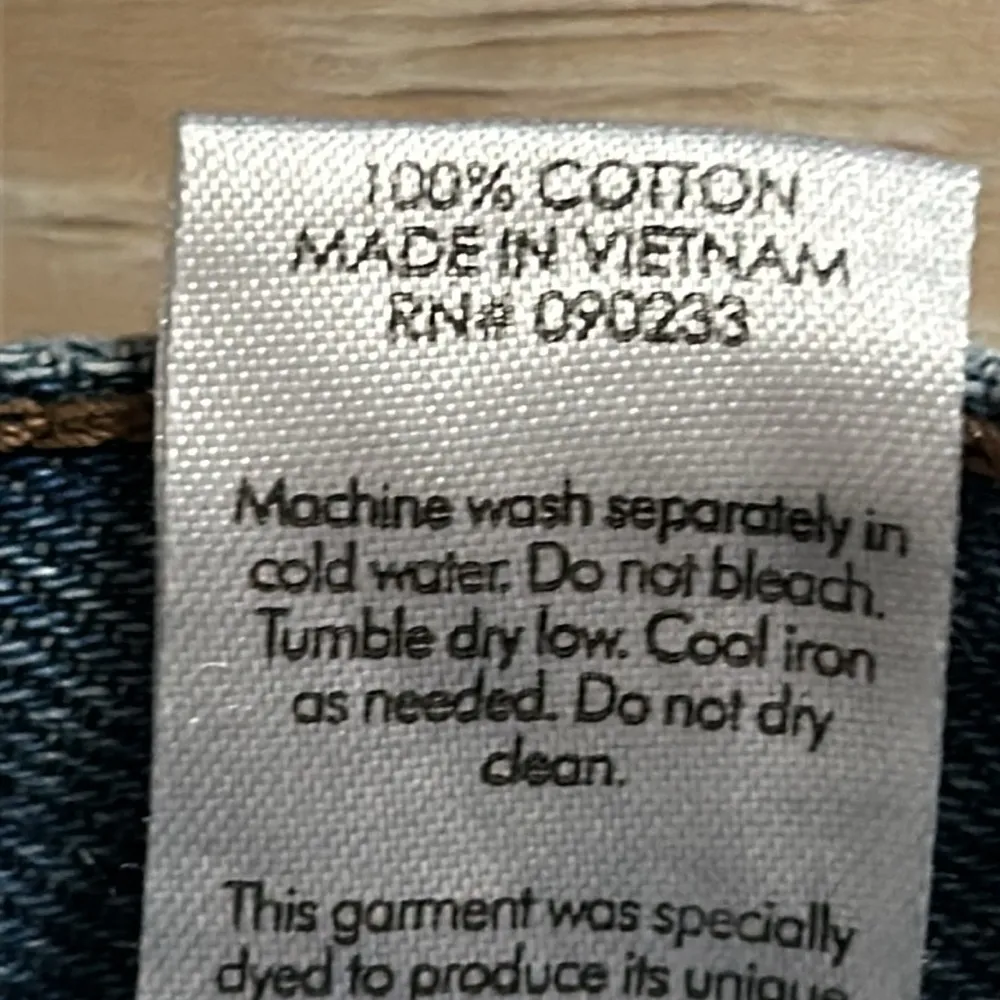 100% COTTON
MADE IN VIETNAM
RN# 090233
Machine wash separately in
cold water. Do not bleach.
Tumble dry low. Cool iron
as needed. Do not dry
clean.
This garment was specially
dyed to produce its unique